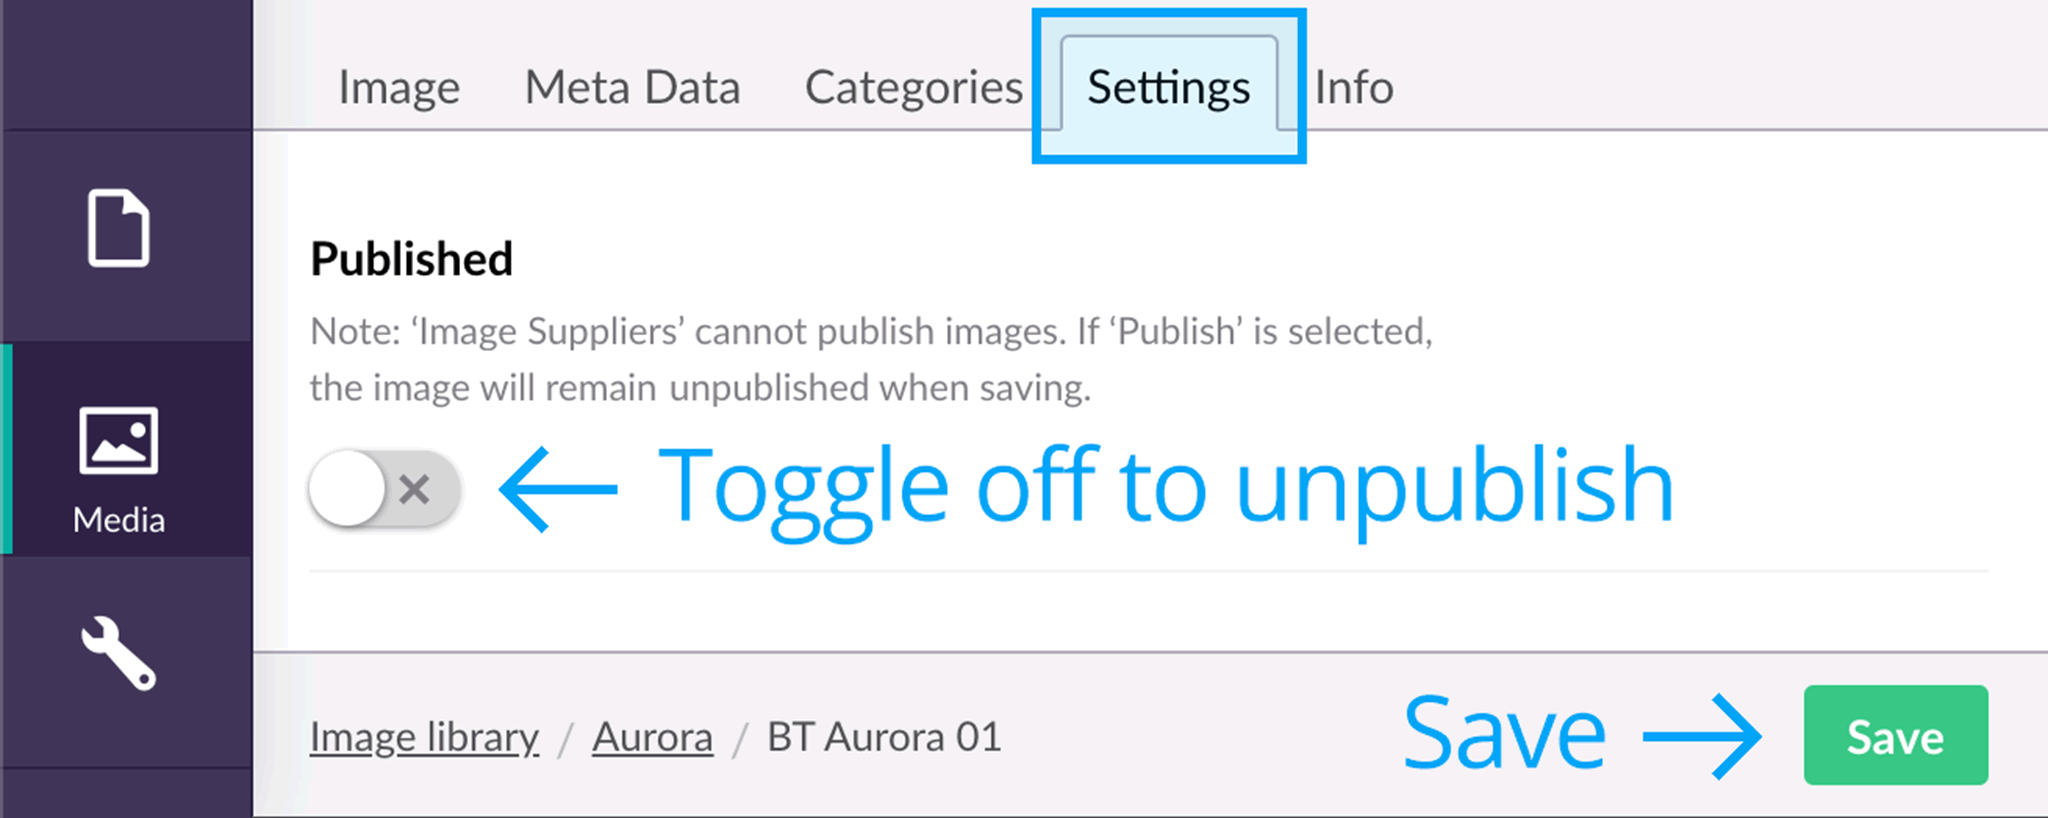 Image
Meta Data
Categories
Settings
Info
Published
Note: ‘Image Suppliers’ cannot publish images. If ‘Publish’ is selected,
the image will remain unpublished when saving.
Toggle off to unpublish
Media
Image library / Aurora / BT Aurora 01
Save
Save